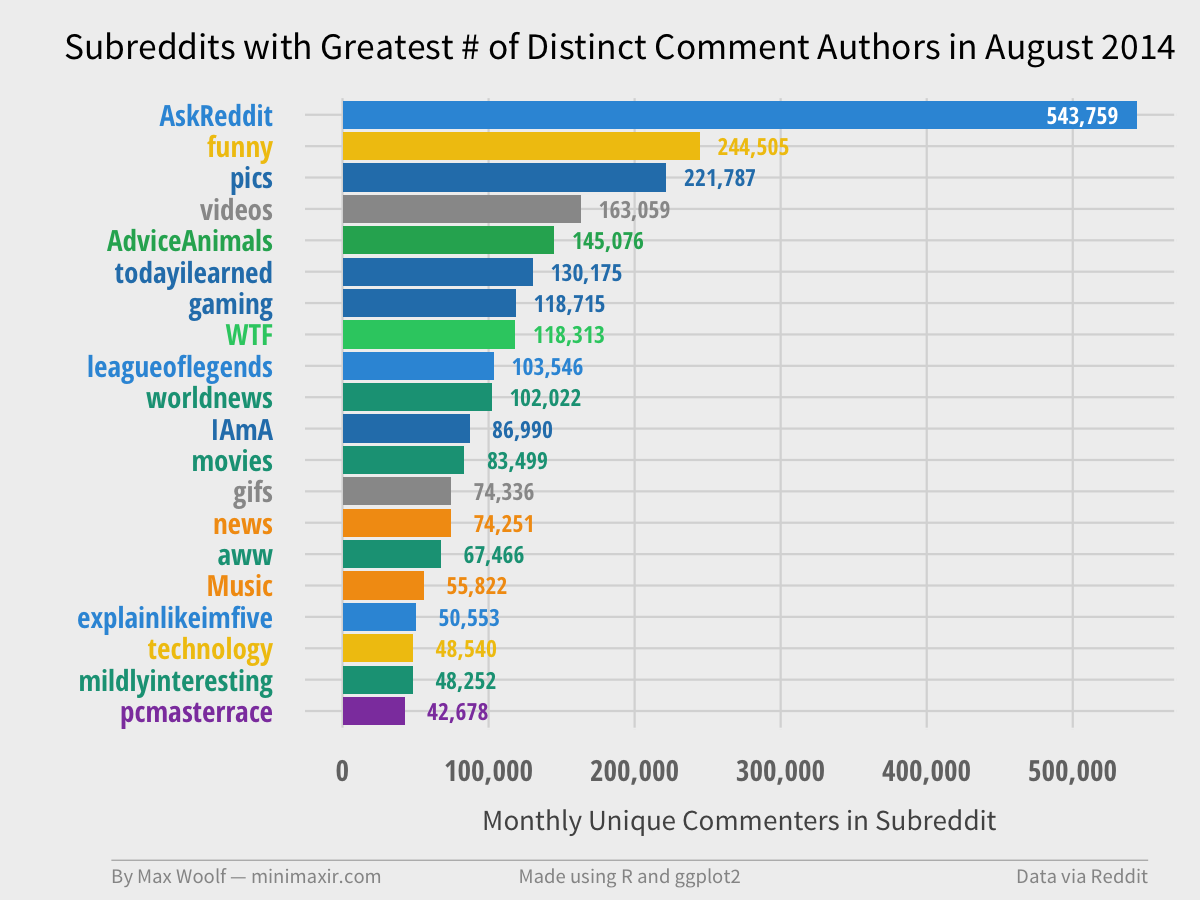 Subreddits with Greatest # of Distinct Comment Authors in August 2014
AskReddit 543,759
funny 244,505
pics 221,787
videos 163,059
AdviceAnimals 145,076
todayilearned 130,175
gaming 118,715
WTF 118,313
leagueoflegends 103,546
worldnews 102,022
IAmA 86,990
movies 83,499
gifs 74,336
news 74,251
aww 67,466
Music 55,822
explainlikeimfive 50,553
technology 48,540
mildlyinteresting 48,252
pcmasterrace 42,678
0 100,000 200,000 300,000 400,000 500,000
Monthly Unique Commenters in Subreddit
By Max Woolf — minimaxir.com Made using R and ggplot2 Data via Reddit